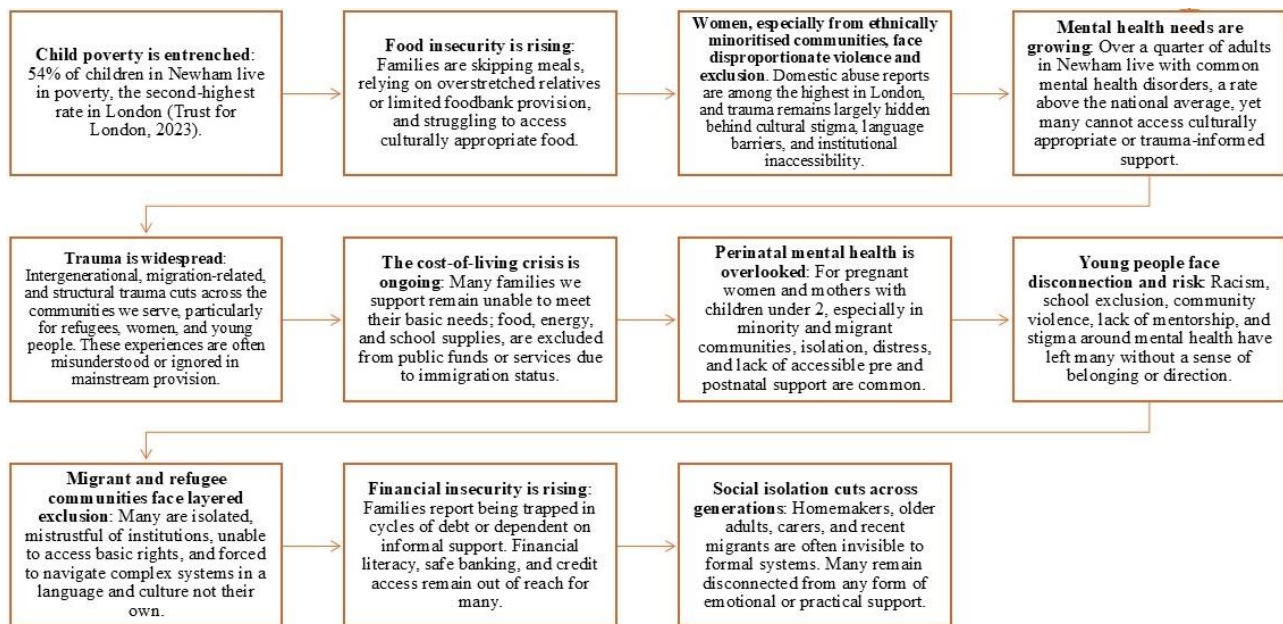 Child poverty is entrenched:
54% of children in Newham live
in poverty, the second-highest
rate in London (Trust for
London, 2023).
Food insecurity is rising:
Families are skipping meals,
relying on overstretched relatives
or limited foodbank provision,
and struggling to access
culturally appropriate food.
Women, especially from ethnically
minoritised communities, face
disproportionate violence and
exclusion. Domestic abuse reports
are among the highest in London,
and trauma remains largely hidden
behind cultural stigma, language
barriers, and institutional
inaccessibility.
Mental health needs are
growing: Over a quarter of adults
in Newham live with common
mental health disorders, a rate
above the national average, yet
many cannot access culturally
appropriate or trauma-informed
support.
Trauma is widespread:
Intergenerational, migration-related,
and structural trauma cuts across the
communities we serve, particularly
for refugees, women, and young
people. These experiences are often
misunderstood or ignored in
mainstream provision.
The cost-of-living crisis is
ongoing: Many families we
support remain unable to meet
their basic needs; food, energy,
and school supplies, are excluded
from public funds or services due
to immigration status.
Perinatal mental health is
overlooked: For pregnant
women and mothers with
children under 2, especially in
minority and migrant
communities, isolation, distress,
and lack of accessible pre and
postnatal support are common.
Young people face
disconnection and risk: Racism,
school exclusion, community
violence, lack of mentorship, and
stigma around mental health have
left many without a sense of
belonging or direction.
Migrant and refugee
communities face layered
exclusion: Many are isolated,
mistrustful of institutions, unable
to access basic rights, and forced
to navigate complex systems in a
language and culture not their
own.
Financial insecurity is rising:
Families report being trapped in
cycles of debt or dependent on
informal support. Financial
literacy, safe banking, and credit
access remain out of reach for
many.
Social isolation cuts across
generations: Homemakers, older
adults, carers, and recent
migrants are often invisible to
formal systems. Many remain
disconnected from any form of
emotional or practical support.